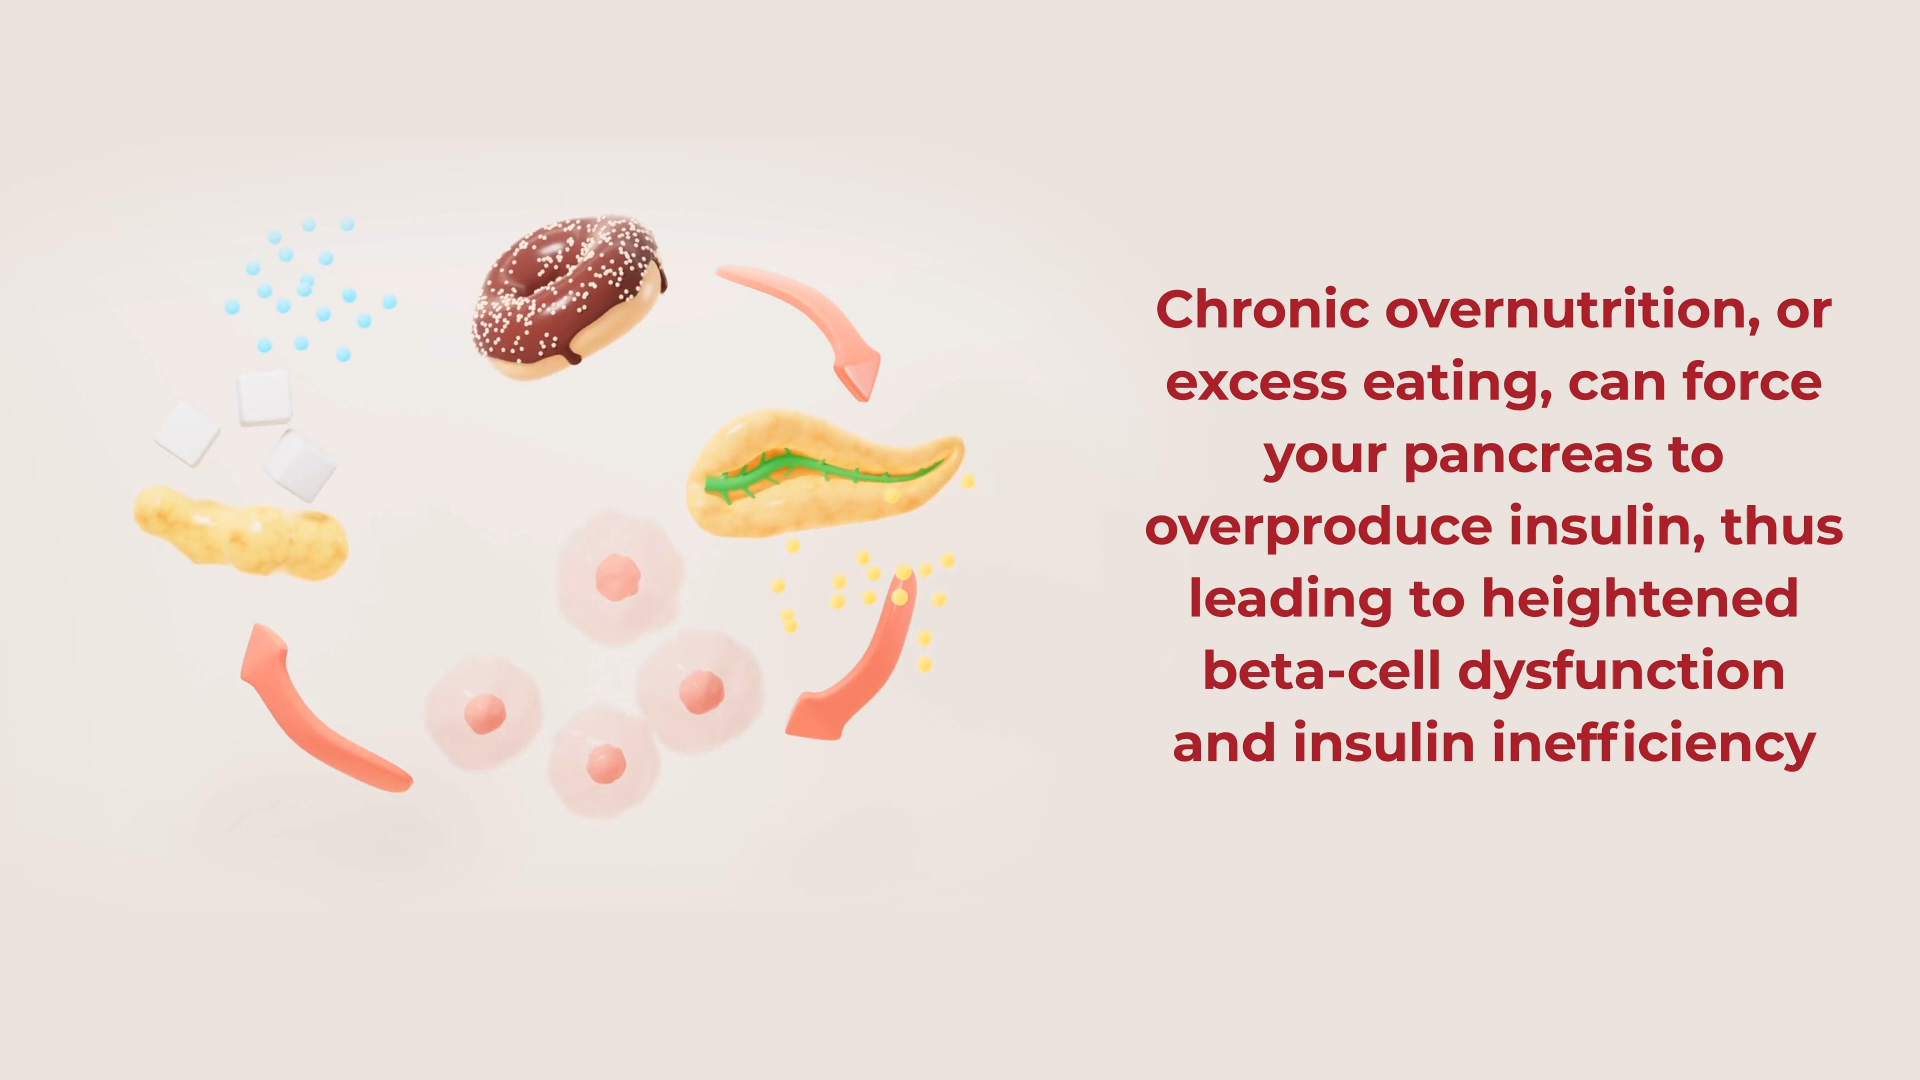 Chronic overnutrition, or
excess eating, can force
your pancreas to
overproduce insulin, thus
leading to heightened
beta-cell dysfunction
and insulin inefficiency